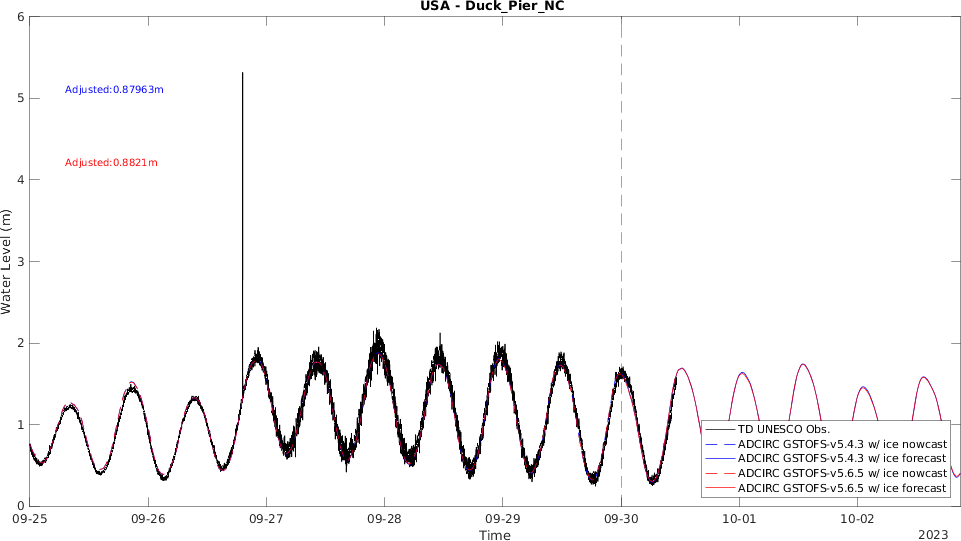 USA - Duck_Pier_NC
6
5
4
3
2
1
0
Water Level (m)
Adjusted:0.87963m
Adjusted:0.8821m
TD UNESCO Obs.
ADCIRC GSTOFS-v5.4.3 w/ ice nowcast
ADCIRC GSTOFS-v5.4.3 w/ ice forecast
ADCIRC GSTOFS-v5.6.5 w/ ice nowcast
ADCIRC GSTOFS-v5.6.5 w/ ice forecast
09-25 09-26 09-27 09-28 09-29 09-30 10-01 10-02
Time
2023